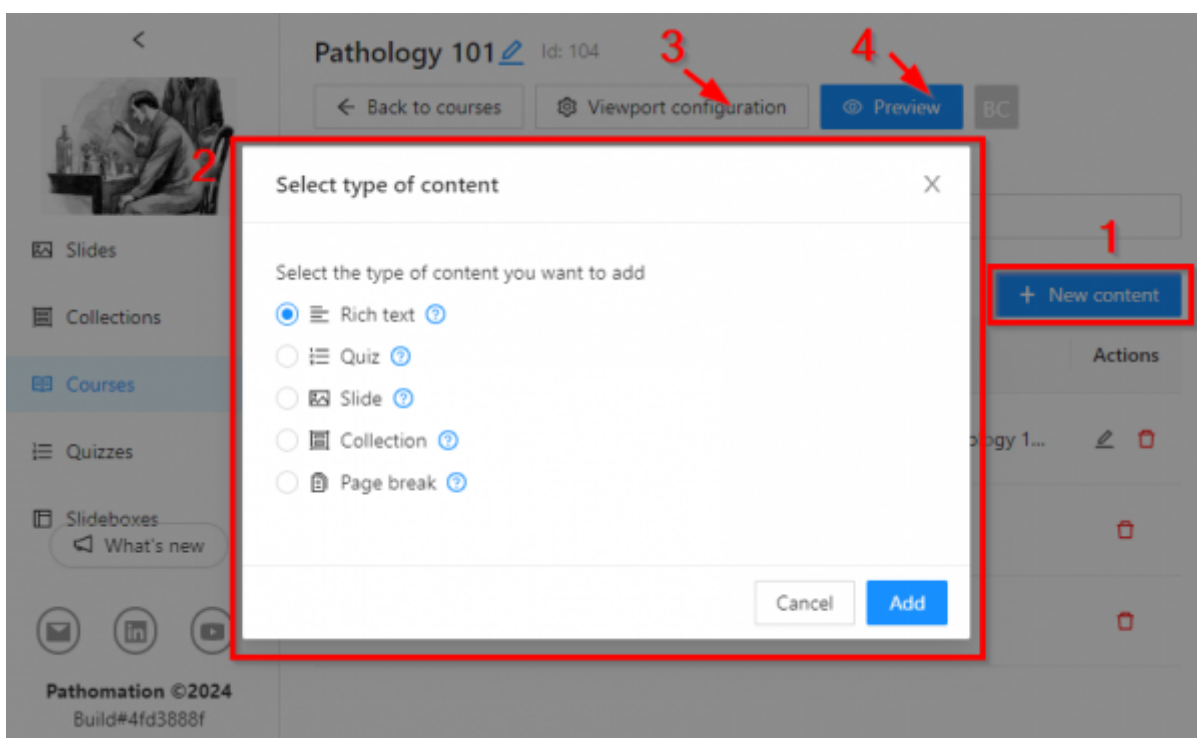 Pathology 101 Id: 104
3
4
Back to courses
Viewport configuration
Preview
BC
2
Select type of content
1
Slides
Select the type of content you want to add
+ New content
Rich text
Collections
Quiz
Actions
Courses
Slide
Collection
ology 1...
Quizzes
Page break
Slideboxes
What's new
Cancel
Add
Pathomation ©2024
Build#4fd3888f